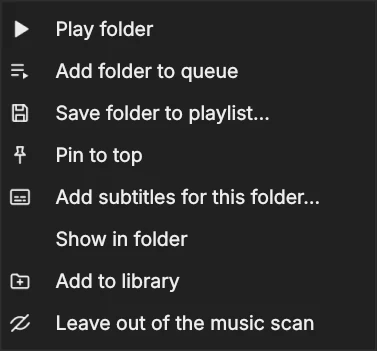 Play folder
Add folder to queue
Save folder to playlist...
Pin to top
Add subtitles for this folder...
Show in folder
Add to library
Leave out of the music scan